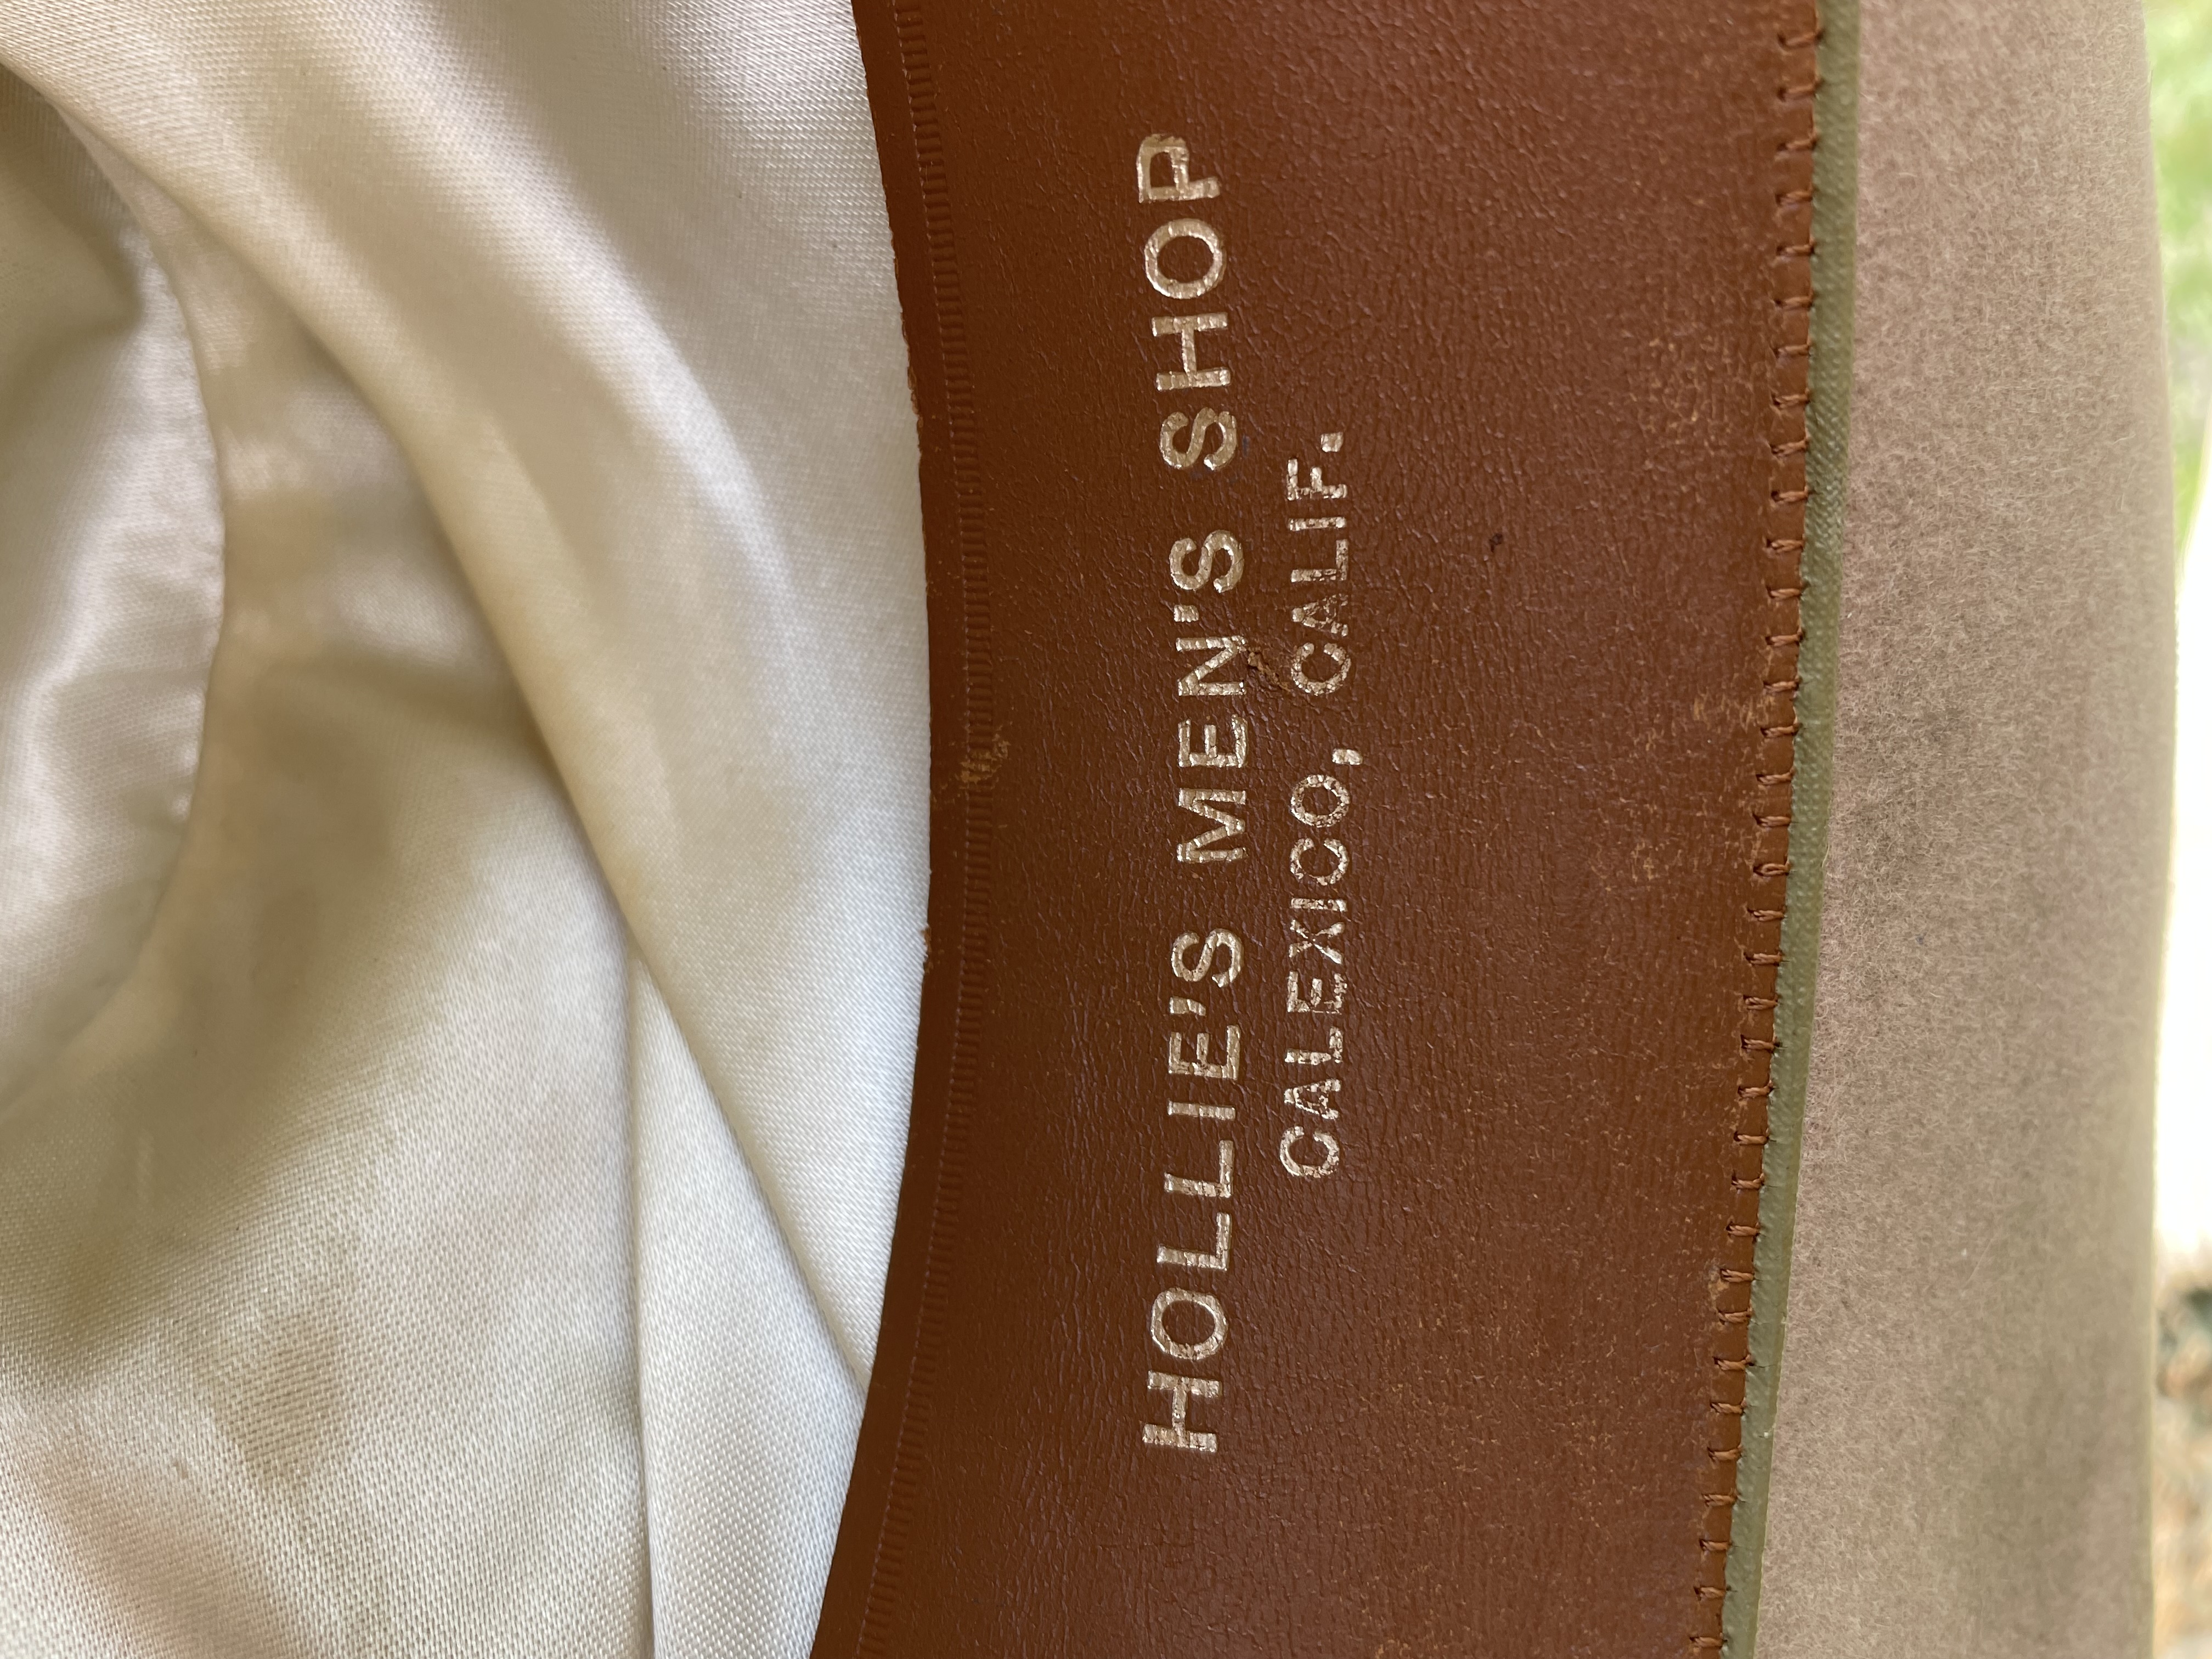 HOLLIE'S MEN'S SHOP
CALEXICO, CALIF.